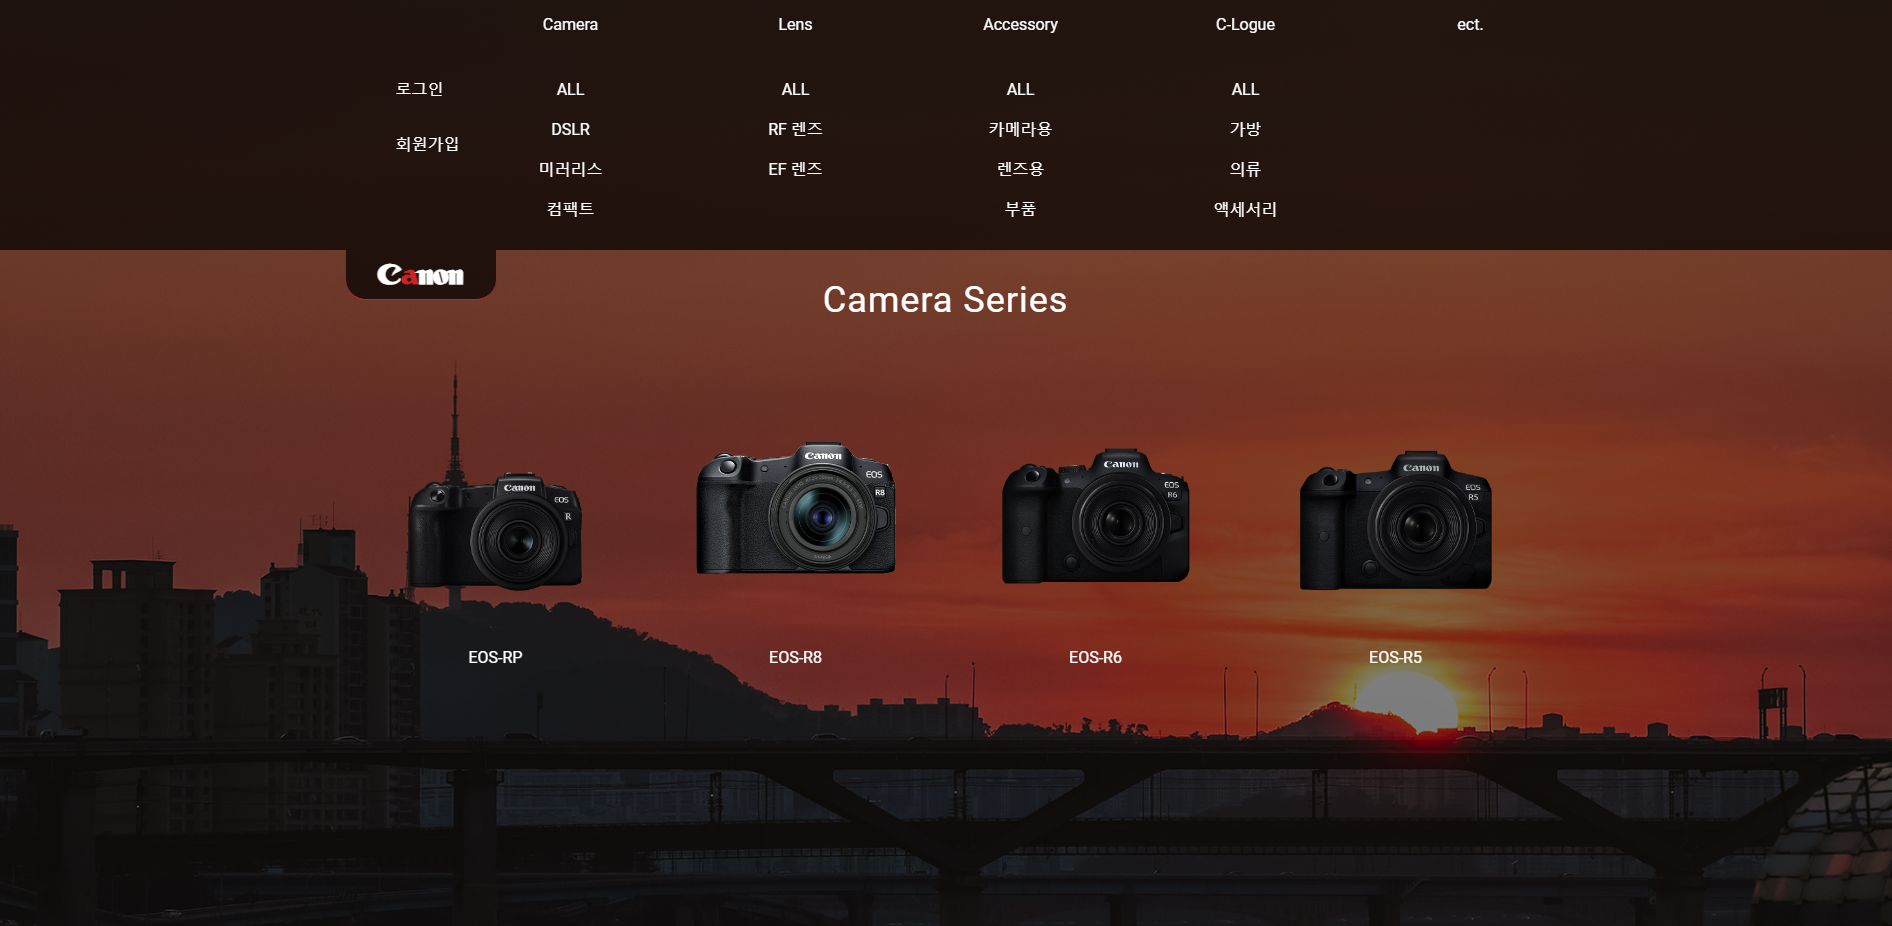 Camera Lens Accessory C-Logue ect.
로그인 ALL ALL ALL ALL
DSLR RF 렌즈 카메라용 가방
회원가입
미러리스 EF 렌즈 렌즈용 의류
컴팩트 부품 액세서리
Canon
Camera Series
Canon EOS R
Canon EOS R8
Canon EOS R6
Canon EOS R5
EOS-RP EOS-R8 EOS-R6 EOS-R5